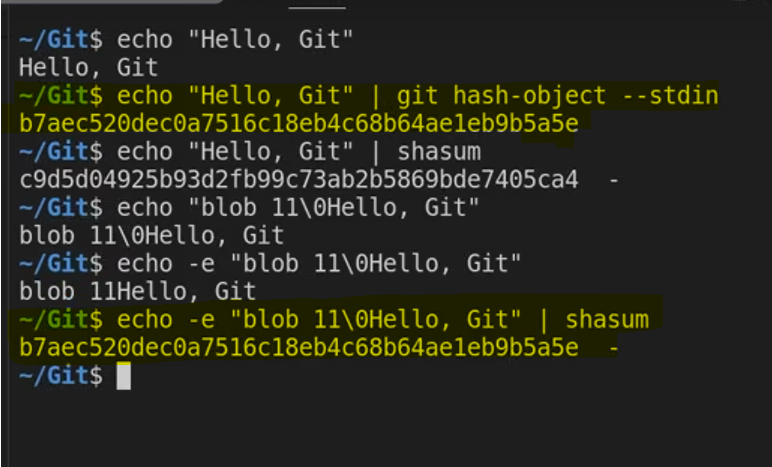 ~/Git$ echo "Hello, Git"
Hello, Git
~/Git$ echo "Hello, Git" | git hash-object --stdin
b7aec520dec0a7516c18eb4c68b64ae1eb9b5a5e
~/Git$ echo "Hello, Git" | shasum
c9d5d04925b93d2fb99c73ab2b5869bde7405ca4  -
~/Git$ echo "blob 11\0Hello, Git"
blob 11\0Hello, Git
~/Git$ echo -e "blob 11\0Hello, Git"
blob 11Hello, Git
~/Git$ echo -e "blob 11\0Hello, Git" | shasum
b7aec520dec0a7516c18eb4c68b64ae1eb9b5a5e  -
~/Git$